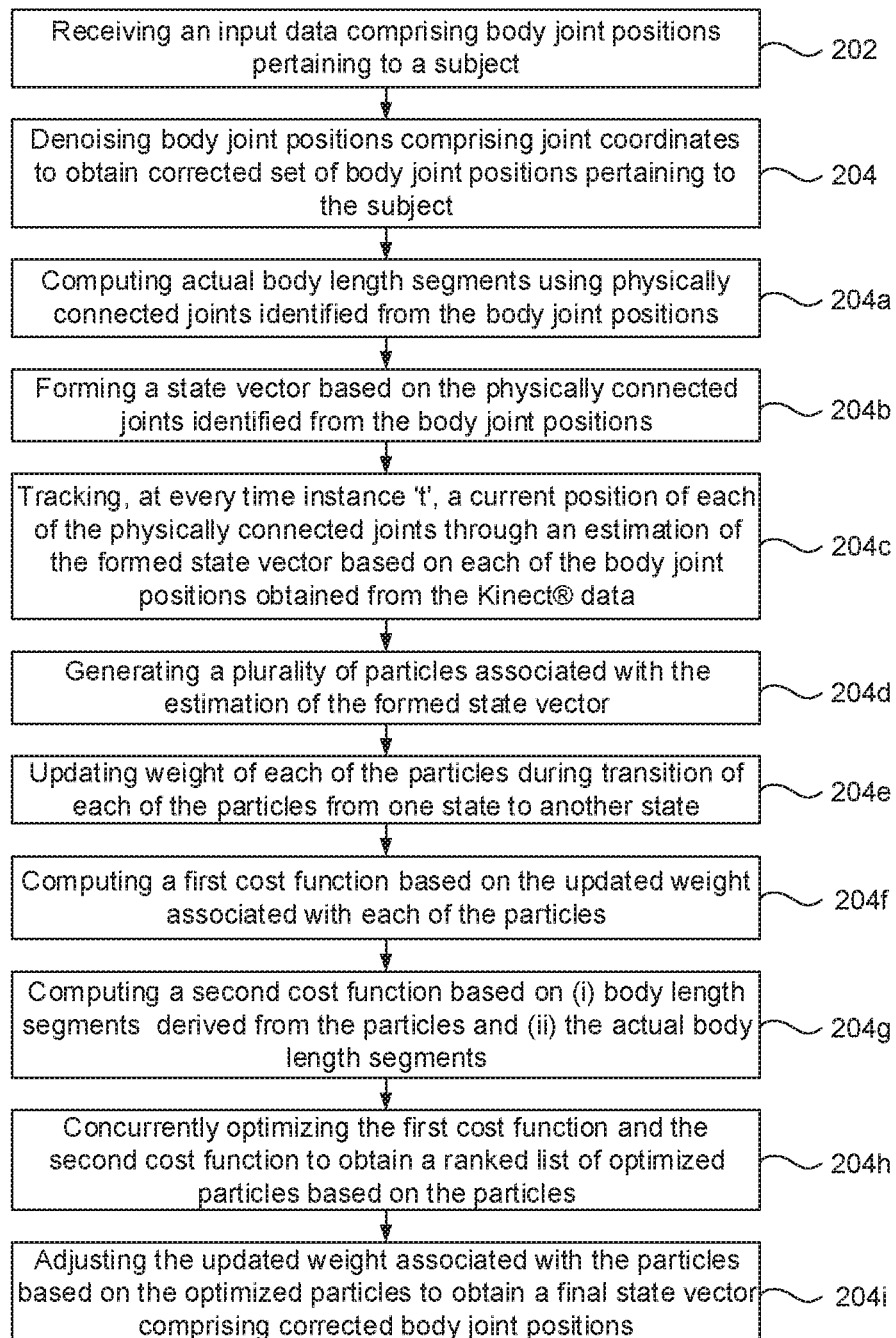 Receiving an input data comprising body joint positions
pertaining to a subject
202
Denoising body joint positions comprising joint coordinates
to obtain corrected set of body joint positions pertaining to
the subject
204
Computing actual body length segments using physically
connected joints identified from the body joint positions
204a
Forming a state vector based on the physically connected
joints identified from the body joint positions
204b
Tracking, at every time instance 't', a current position of each
of the physically connected joints through an estimation of
the formed state vector based on each of the body joint
positions obtained from the Kinect® data
204c
Generating a plurality of particles associated with the
estimation of the formed state vector
204d
Updating weight of each of the particles during transition of
each of the particles from one state to another state
204e
Computing a first cost function based on the updated weight
associated with each of the particles
204f
Computing a second cost function based on (i) body length
segments derived from the particles and (ii) the actual body
length segments
204g
Concurrently optimizing the first cost function and the
second cost function to obtain a ranked list of optimized
particles based on the particles
204h
Adjusting the updated weight associated with the particles
based on the optimized particles to obtain a final state vector
comprising corrected body joint positions
204i